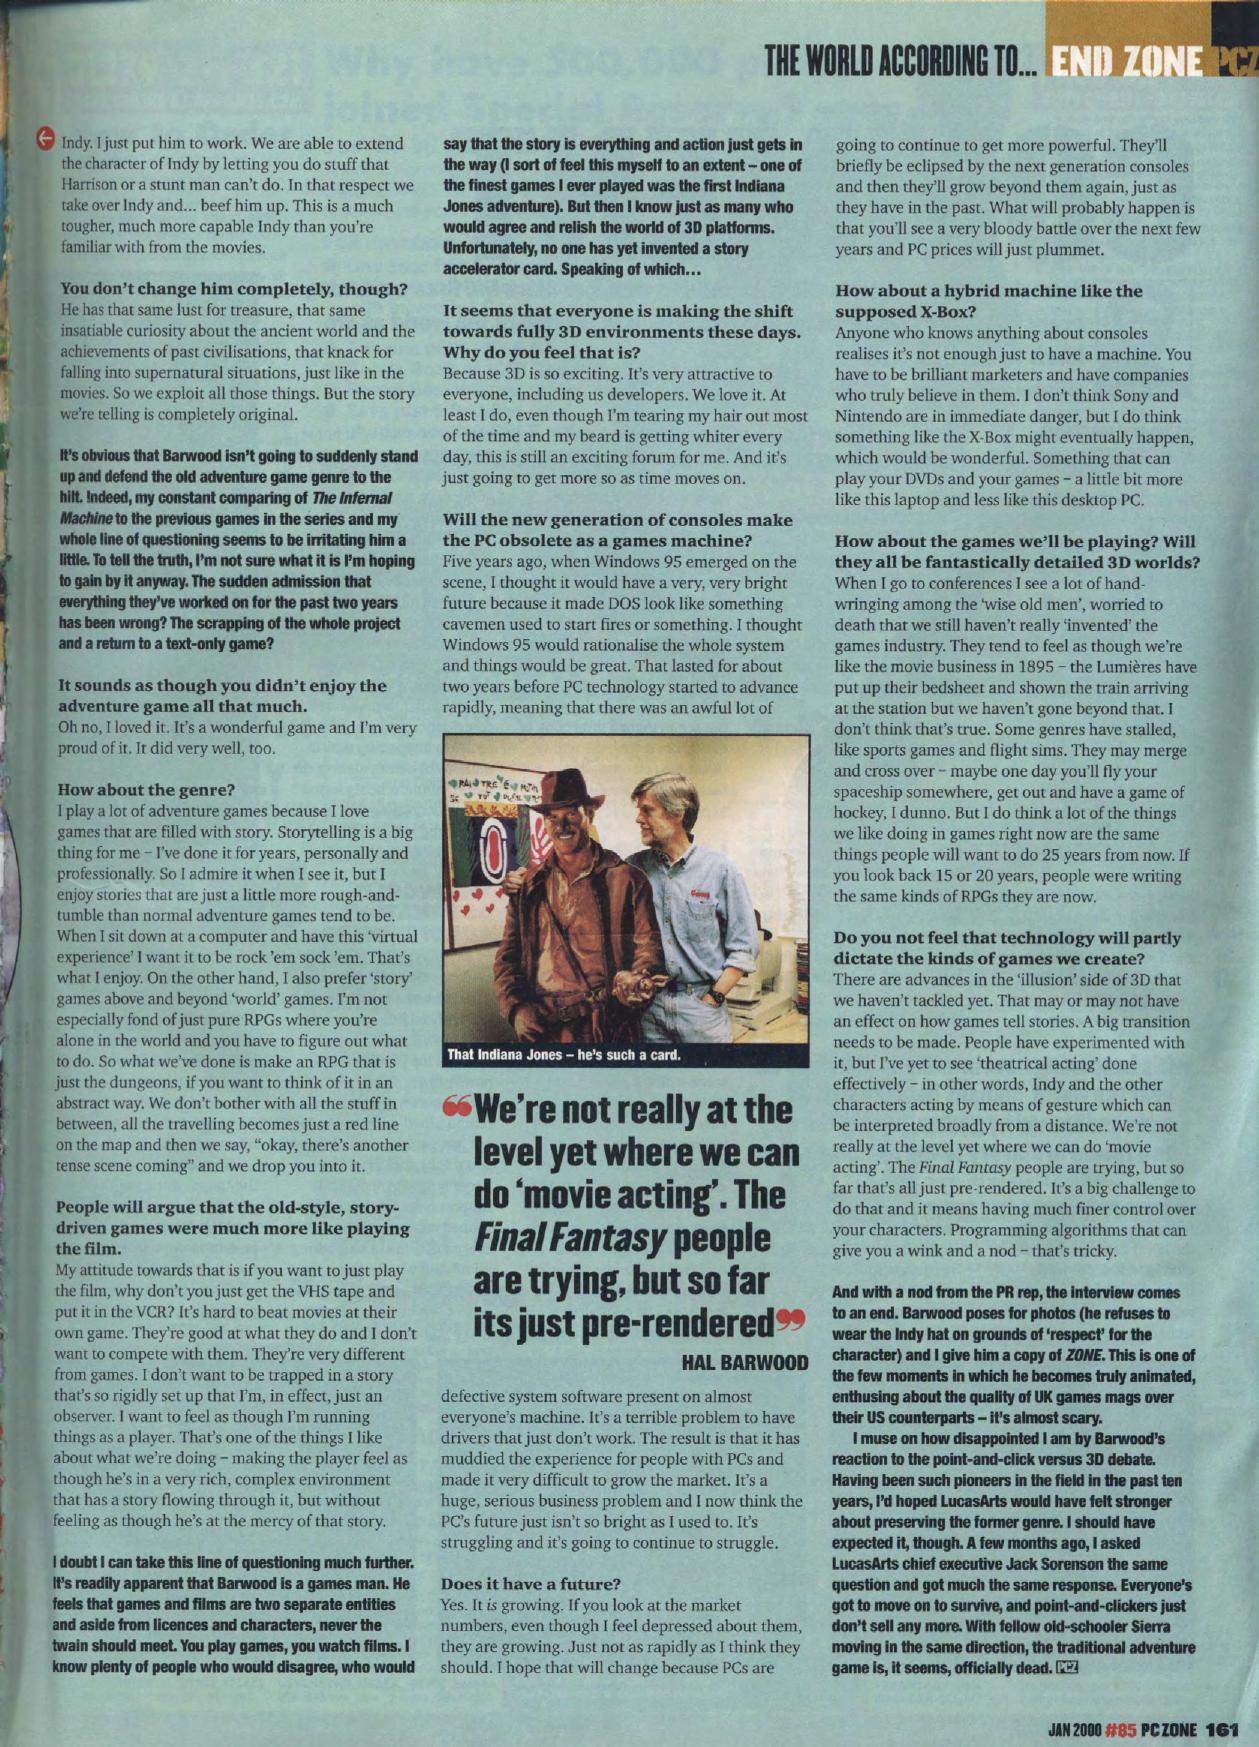 THE WORLD ACCORDING TO... END ZONE PCZ
Indy. I just put him to work. We are able to extend
the character of Indy by letting you do stuff that
Harrison or a stunt man can't do. In that respect we
take over Indy and... beef him up. This is a much
tougher, much more capable Indy than you're
familiar with from the movies.
You don't change him completely, though?
He has that same lust for treasure, that same
insatiable curiosity about the ancient world and the
achievements of past civilisations, that knack for
falling into supernatural situations, just like in the
movies. So we exploit all those things. But the story
we're telling is completely original.
It's obvious that Barwood isn't going to suddenly stand
up and defend the old adventure game genre to the
hilt. Indeed, my constant comparing of The Infernal
Machine to the previous games in the series and my
whole line of questioning seems to be irritating him a
little. To tell the truth, I'm not sure what it is I'm hoping
to gain by it anyway. The sudden admission that
everything they've worked on for the past two years
has been wrong? The scrapping of the whole project
and a return to a text-only game?
It sounds as though you didn't enjoy the
adventure game all that much.
Oh no, I loved it. It's a wonderful game and I'm very
proud of it. It did very well, too.
How about the genre?
I play a lot of adventure games because I love
games that are filled with story. Storytelling is a big
thing for me – I've done it for years, personally and
professionally. So I admire it when I see it, but I
enjoy stories that are just a little more rough-and-
tumble than normal adventure games tend to be.
When I sit down at a computer and have this 'virtual
experience' I want it to be rock 'em sock 'em. That's
what I enjoy. On the other hand, I also prefer 'story'
games above and beyond 'world' games. I'm not
especially fond of just pure RPGs where you're
alone in the world and you have to figure out what
to do. So what we've done is make an RPG that is
just the dungeons, if you want to think of it in an
abstract way. We don't bother with all the stuff in
between, all the travelling becomes just a red line
on the map and then we say, "okay, there's another
tense scene coming" and we drop you into it.
People will argue that the old-style, story-
driven games were much more like playing
the film.
My attitude towards that is if you want to just play
the film, why don't you just get the VHS tape and
put it in the VCR? It's hard to beat movies at their
own game. They're good at what they do and I don't
want to compete with them. They're very different
from games. I don't want to be trapped in a story
that's so rigidly set up that I'm, in effect, just an
observer. I want to feel as though I'm running
things as a player. That's one of the things I like
about what we're doing – making the player feel as
though he's in a very rich, complex environment
that has a story flowing through it, but without
feeling as though he's at the mercy of that story.
I doubt I can take this line of questioning much further.
It's readily apparent that Barwood is a games man. He
feels that games and films are two separate entities
and aside from licences and characters, never the
twain should meet. You play games, you watch films. I
know plenty of people who would disagree, who would
say that the story is everything and action just gets in
the way (I sort of feel this myself to an extent – one of
the finest games I ever played was the first Indiana
Jones adventure). But then I know just as many who
would agree and relish the world of 3D platforms.
Unfortunately, no one has yet invented a story
accelerator card. Speaking of which...
It seems that everyone is making the shift
towards fully 3D environments these days.
Why do you feel that is?
Because 3D is so exciting. It's very attractive to
everyone, including us developers. We love it. At
least I do, even though I'm tearing my hair out most
of the time and my beard is getting whiter every
day, this is still an exciting forum for me. And it's
just going to get more so as time moves on.
Will the new generation of consoles make
the PC obsolete as a games machine?
Five years ago, when Windows 95 emerged on the
scene, I thought it would have a very, very bright
future because it made DOS look like something
cavemen used to start fires or something. I thought
Windows 95 would rationalise the whole system
and things would be great. That lasted for about
two years before PC technology started to advance
rapidly, meaning that there was an awful lot of
That Indiana Jones – he's such a card.
“We're not really at the
level yet where we can
do 'movie acting'. The
Final Fantasy people
are trying, but so far
its just pre-rendered”
HAL BARWOOD
defective system software present on almost
everyone's machine. It's a terrible problem to have
drivers that just don't work. The result is that it has
muddied the experience for people with PCs and
made it very difficult to grow the market. It's a
huge, serious business problem and I now think the
PC's future just isn't so bright as I used to. It's
struggling and it's going to continue to struggle.
Does it have a future?
Yes. It is growing. If you look at the market
numbers, even though I feel depressed about them,
they are growing. Just not as rapidly as I think they
should. I hope that will change because PCs are
going to continue to get more powerful. They'll
briefly be eclipsed by the next generation consoles
and then they'll grow beyond them again, just as
they have in the past. What will probably happen is
that you'll see a very bloody battle over the next few
years and PC prices will just plummet.
How about a hybrid machine like the
supposed X-Box?
Anyone who knows anything about consoles
realises it's not enough just to have a machine. You
have to be brilliant marketers and have companies
who truly believe in them. I don't think Sony and
Nintendo are in immediate danger, but I do think
something like the X-Box might eventually happen,
which would be wonderful. Something that can
play your DVDs and your games – a little bit more
like this laptop and less like this desktop PC.
How about the games we'll be playing? Will
they all be fantastically detailed 3D worlds?
When I go to conferences I see a lot of hand-
wringing among the 'wise old men', worried to
death that we still haven't really 'invented' the
games industry. They tend to feel as though we're
like the movie business in 1895 – the Lumières have
put up their bedsheet and shown the train arriving
at the station but we haven't gone beyond that. I
don't think that's true. Some genres have stalled,
like sports games and flight sims. They may merge
and cross over – maybe one day you'll fly your
spaceship somewhere, get out and have a game of
hockey, I dunno. But I do think a lot of the things
we like doing in games right now are the same
things people will want to do 25 years from now. If
you look back 15 or 20 years, people were writing
the same kinds of RPGs they are now.
Do you not feel that technology will partly
dictate the kinds of games we create?
There are advances in the 'illusion' side of 3D that
we haven't tackled yet. That may or may not have
an effect on how games tell stories. A big transition
needs to be made. People have experimented with
it, but I've yet to see 'theatrical acting' done
effectively – in other words, Indy and the other
characters acting by means of gesture which can
be interpreted broadly from a distance. We're not
really at the level yet where we can do 'movie
acting'. The Final Fantasy people are trying, but so
far that's all just pre-rendered. It's a big challenge to
do that and it means having much finer control over
your characters. Programming algorithms that can
give you a wink and a nod – that's tricky.
And with a nod from the PR rep, the interview comes
to an end. Barwood poses for photos (he refuses to
wear the Indy hat on grounds of 'respect' for the
character) and I give him a copy of ZONE. This is one of
the few moments in which he becomes truly animated,
enthusing about the quality of UK games mags over
their US counterparts – it's almost scary.
I muse on how disappointed I am by Barwood's
reaction to the point-and-click versus 3D debate.
Having been such pioneers in the field in the past ten
years, I'd hoped LucasArts would have felt stronger
about preserving the former genre. I should have
expected it, though. A few months ago, I asked
LucasArts chief executive Jack Sorenson the same
question and got much the same response. Everyone's
got to move on to survive, and point-and-clickers just
don't sell any more. With fellow old-schooler Sierra
moving in the same direction, the traditional adventure
game is, it seems, officially dead. PCZ
JAN 2000 #85 PC ZONE 161